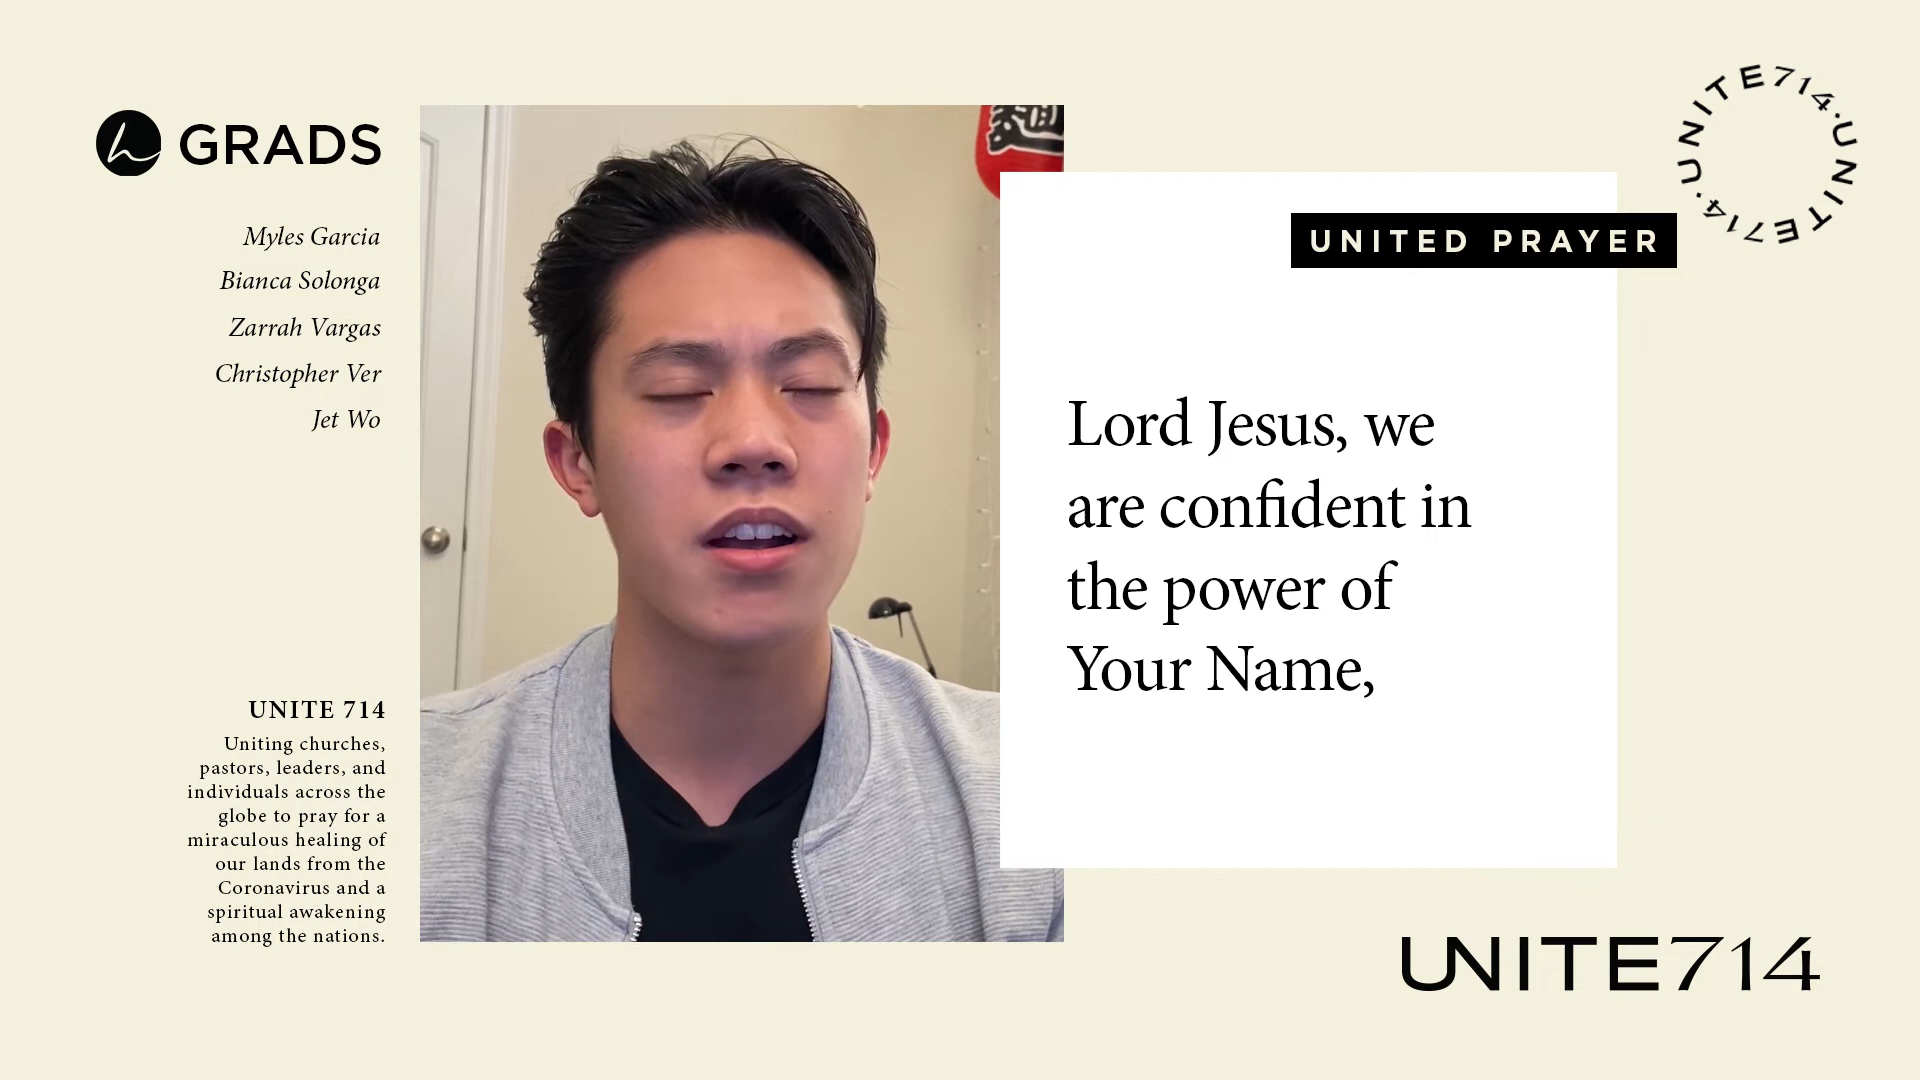 GRADS
Myles Garcia
Bianca Solonga
Zarrah Vargas
Christopher Ver
Jet Wo
UNITE 714
Uniting churches,
pastors, leaders, and
individuals across the
globe to pray for a
miraculous healing of
our lands from the
Coronavirus and a
spiritual awakening
among the nations.
UNITE714·UNITE714·
UNITED PRAYER
Lord Jesus, we
are confident in
the power of
Your Name,
UNITE714